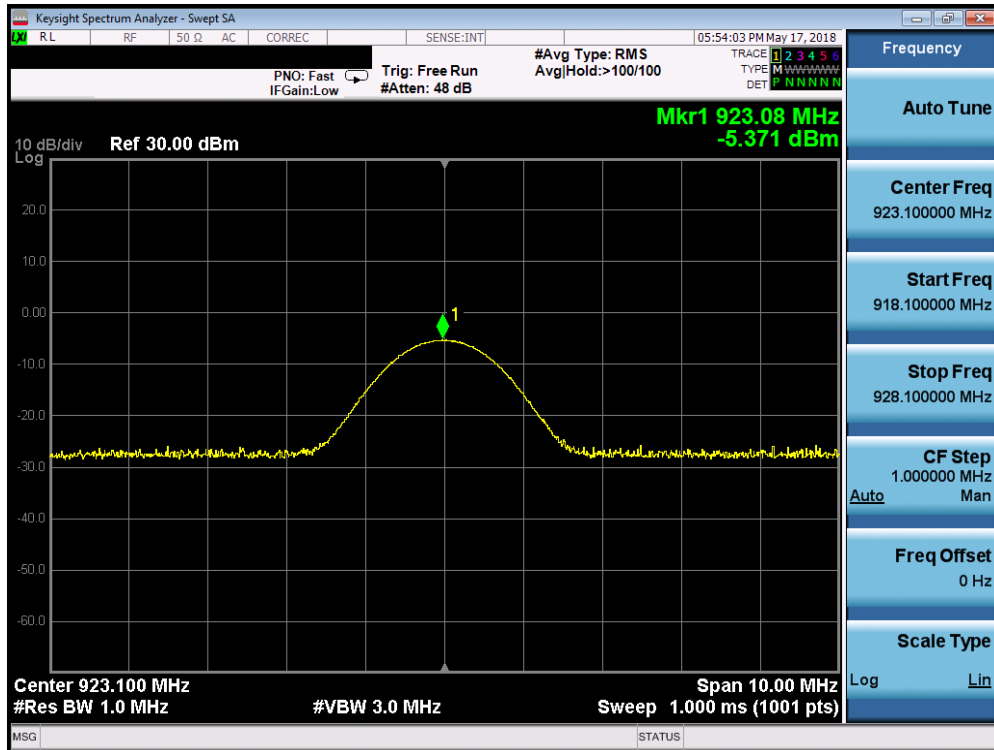 Keysight Spectrum Analyzer - Swept SA
LXI RL RF 50 Ω AC CORREC SENSE:INT 05:54:03 PM May 17, 2018
PNO: Fast
IFGain:Low
Trig: Free Run
#Atten: 48 dB
#Avg Type: RMS
Avg|Hold:>100/100
TRACE 1 2 3 4 5 6
TYPE M W W W W W
DET P N N N N N
Mkr1 923.08 MHz
-5.371 dBm
10 dB/div Ref 30.00 dBm
Log
20.0
10.0
0.00
-10.0
-20.0
-30.0
-40.0
-50.0
-60.0
1
Center 923.100 MHz Span 10.00 MHz
#Res BW 1.0 MHz #VBW 3.0 MHz Sweep 1.000 ms (1001 pts)
MSG STATUS
Frequency
Auto Tune
Center Freq
923.100000 MHz
Start Freq
918.100000 MHz
Stop Freq
928.100000 MHz
CF Step
1.000000 MHz
Auto Man
Freq Offset
0 Hz
Scale Type
Log Lin